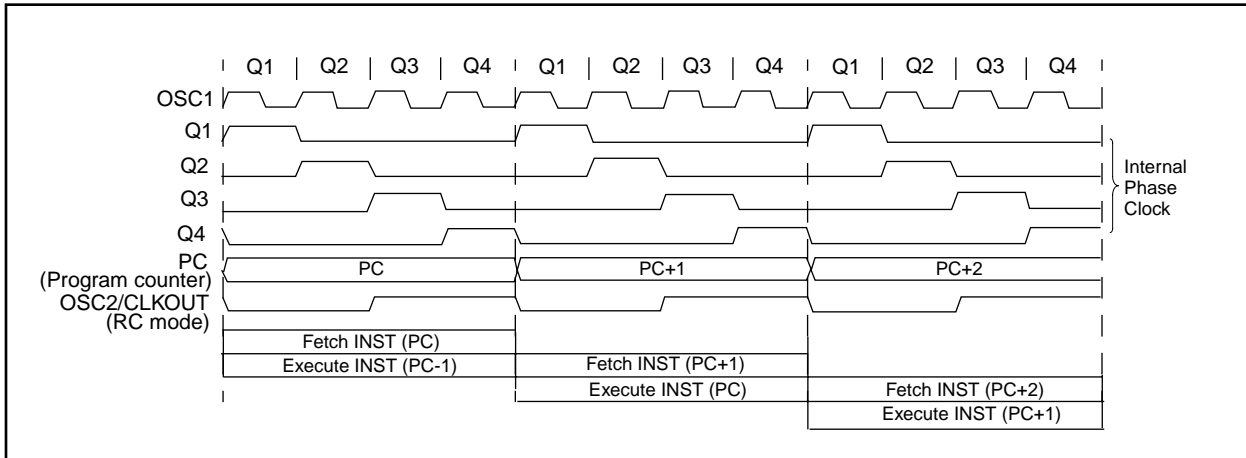 Q1 Q2 Q3 Q4 Q1 Q2 Q3 Q4 Q1 Q2 Q3 Q4
OSC1
Q1
Q2
Q3
Q4
Internal
Phase
Clock
PC
(Program counter)
PC PC+1 PC+2
OSC2/CLKOUT
(RC mode)
Fetch INST (PC)
Execute INST (PC-1) Fetch INST (PC+1)
Execute INST (PC) Fetch INST (PC+2)
Execute INST (PC+1)